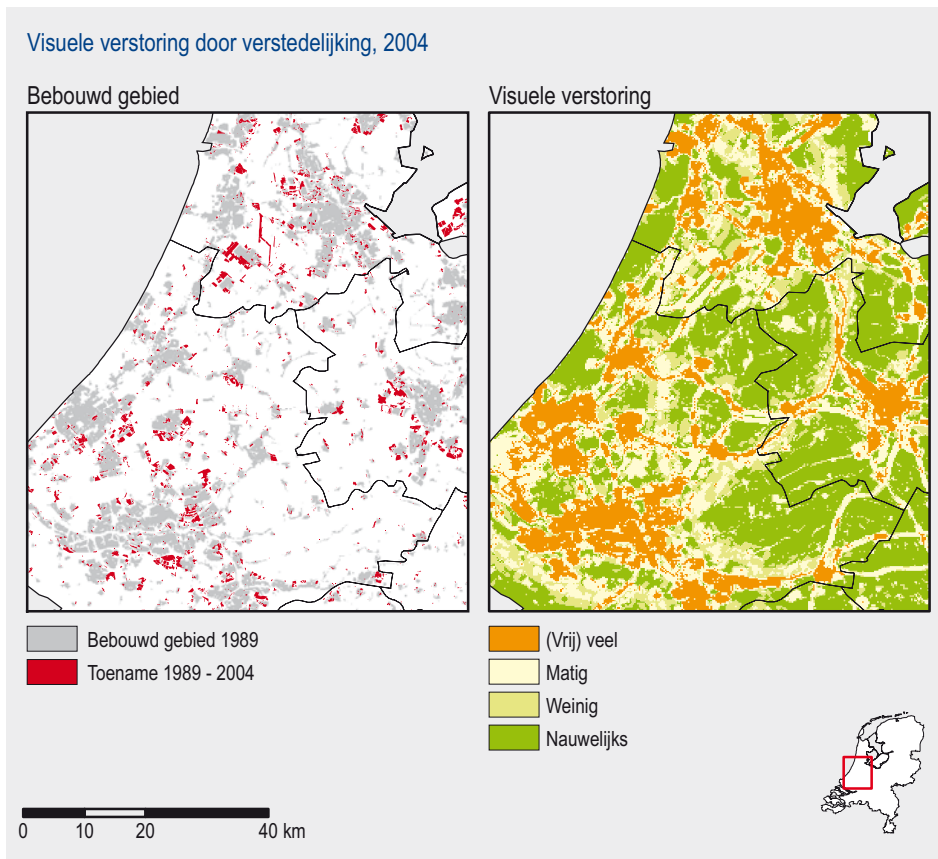 Visuele verstoring door verstedelijking, 2004
Bebouwd gebied
Visuele verstoring
Bebouwd gebied 1989
Toename 1989 - 2004
(Vrij) veel
Matig
Weinig
Nauwelijks
0 10 20 40 km